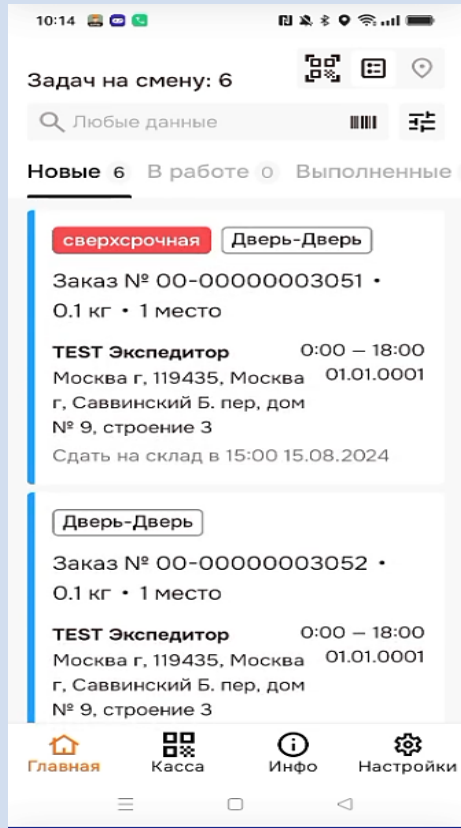 10:14
Задач на смену: 6
Любые данные
Новые 6 В работе 0 Выполненные
сверхсрочная Дверь-Дверь
Заказ № 00-00000003051 •
0.1 кг • 1 место
TEST Экспедитор 0:00 – 18:00
Москва г, 119435, Москва 01.01.0001
г, Саввинский Б. пер, дом
№ 9, строение 3
Сдать на склад в 15:00 15.08.2024
Дверь-Дверь
Заказ № 00-00000003052 •
0.1 кг • 1 место
TEST Экспедитор 0:00 – 18:00
Москва г, 119435, Москва 01.01.0001
г, Саввинский Б. пер, дом
№ 9, строение 3
Главная Касса Инфо Настройки